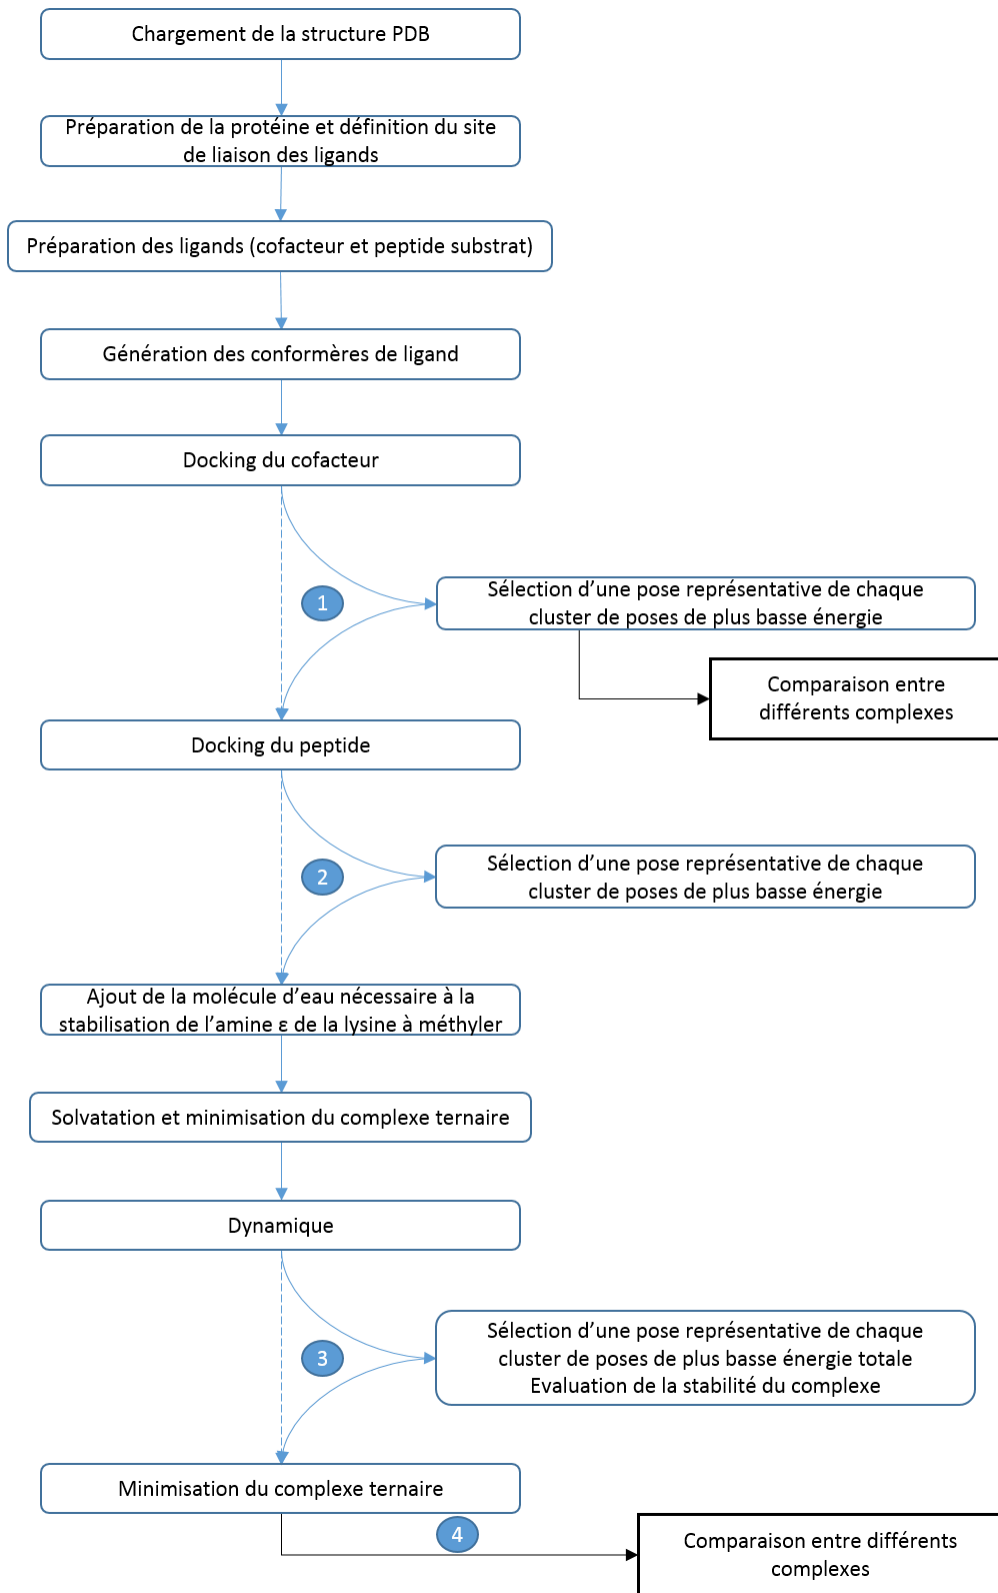 Chargement de la structure PDB
Préparation de la protéine et définition du site
de liaison des ligands
Préparation des ligands (cofacteur et peptide substrat)
Génération des conformères de ligand
Docking du cofacteur
1
Sélection d’une pose représentative de chaque
cluster de poses de plus basse énergie
Comparaison entre
différents complexes
Docking du peptide
2
Sélection d’une pose représentative de chaque
cluster de poses de plus basse énergie
Ajout de la molécule d’eau nécessaire à la
stabilisation de l’amine ε de la lysine à méthyler
Solvatation et minimisation du complexe ternaire
Dynamique
3
Sélection d’une pose représentative de chaque
cluster de poses de plus basse énergie totale
Evaluation de la stabilité du complexe
Minimisation du complexe ternaire
4
Comparaison entre différents
complexes